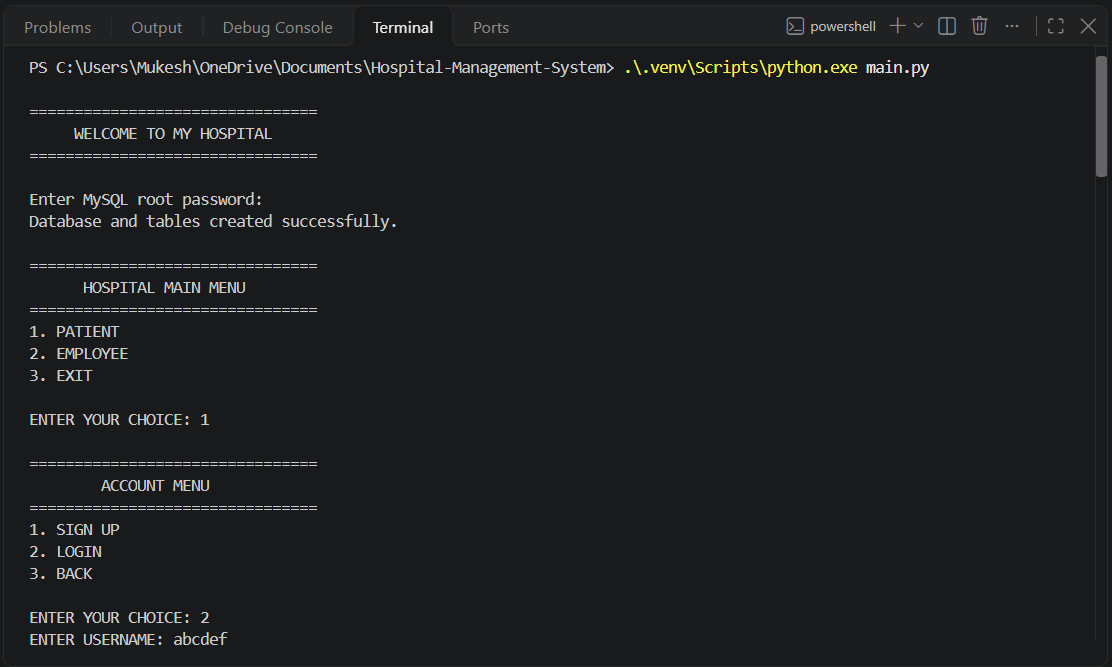 Problems Output Debug Console Terminal Ports powershell
PS C:\Users\Mukesh\OneDrive\Documents\Hospital-Management-System> .\.venv\Scripts\python.exe main.py
================================
WELCOME TO MY HOSPITAL
================================
Enter MySQL root password:
Database and tables created successfully.
================================
HOSPITAL MAIN MENU
================================
1. PATIENT
2. EMPLOYEE
3. EXIT
ENTER YOUR CHOICE: 1
================================
ACCOUNT MENU
================================
1. SIGN UP
2. LOGIN
3. BACK
ENTER YOUR CHOICE: 2
ENTER USERNAME: abcdef